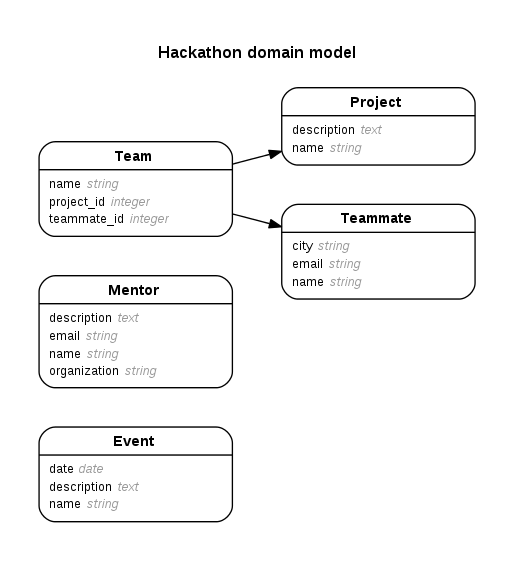 Hackathon domain model
Project
description text
name string
Team
name string
project_id integer
teammate_id integer
Teammate
city string
email string
name string
Mentor
description text
email string
name string
organization string
Event
date date
description text
name string